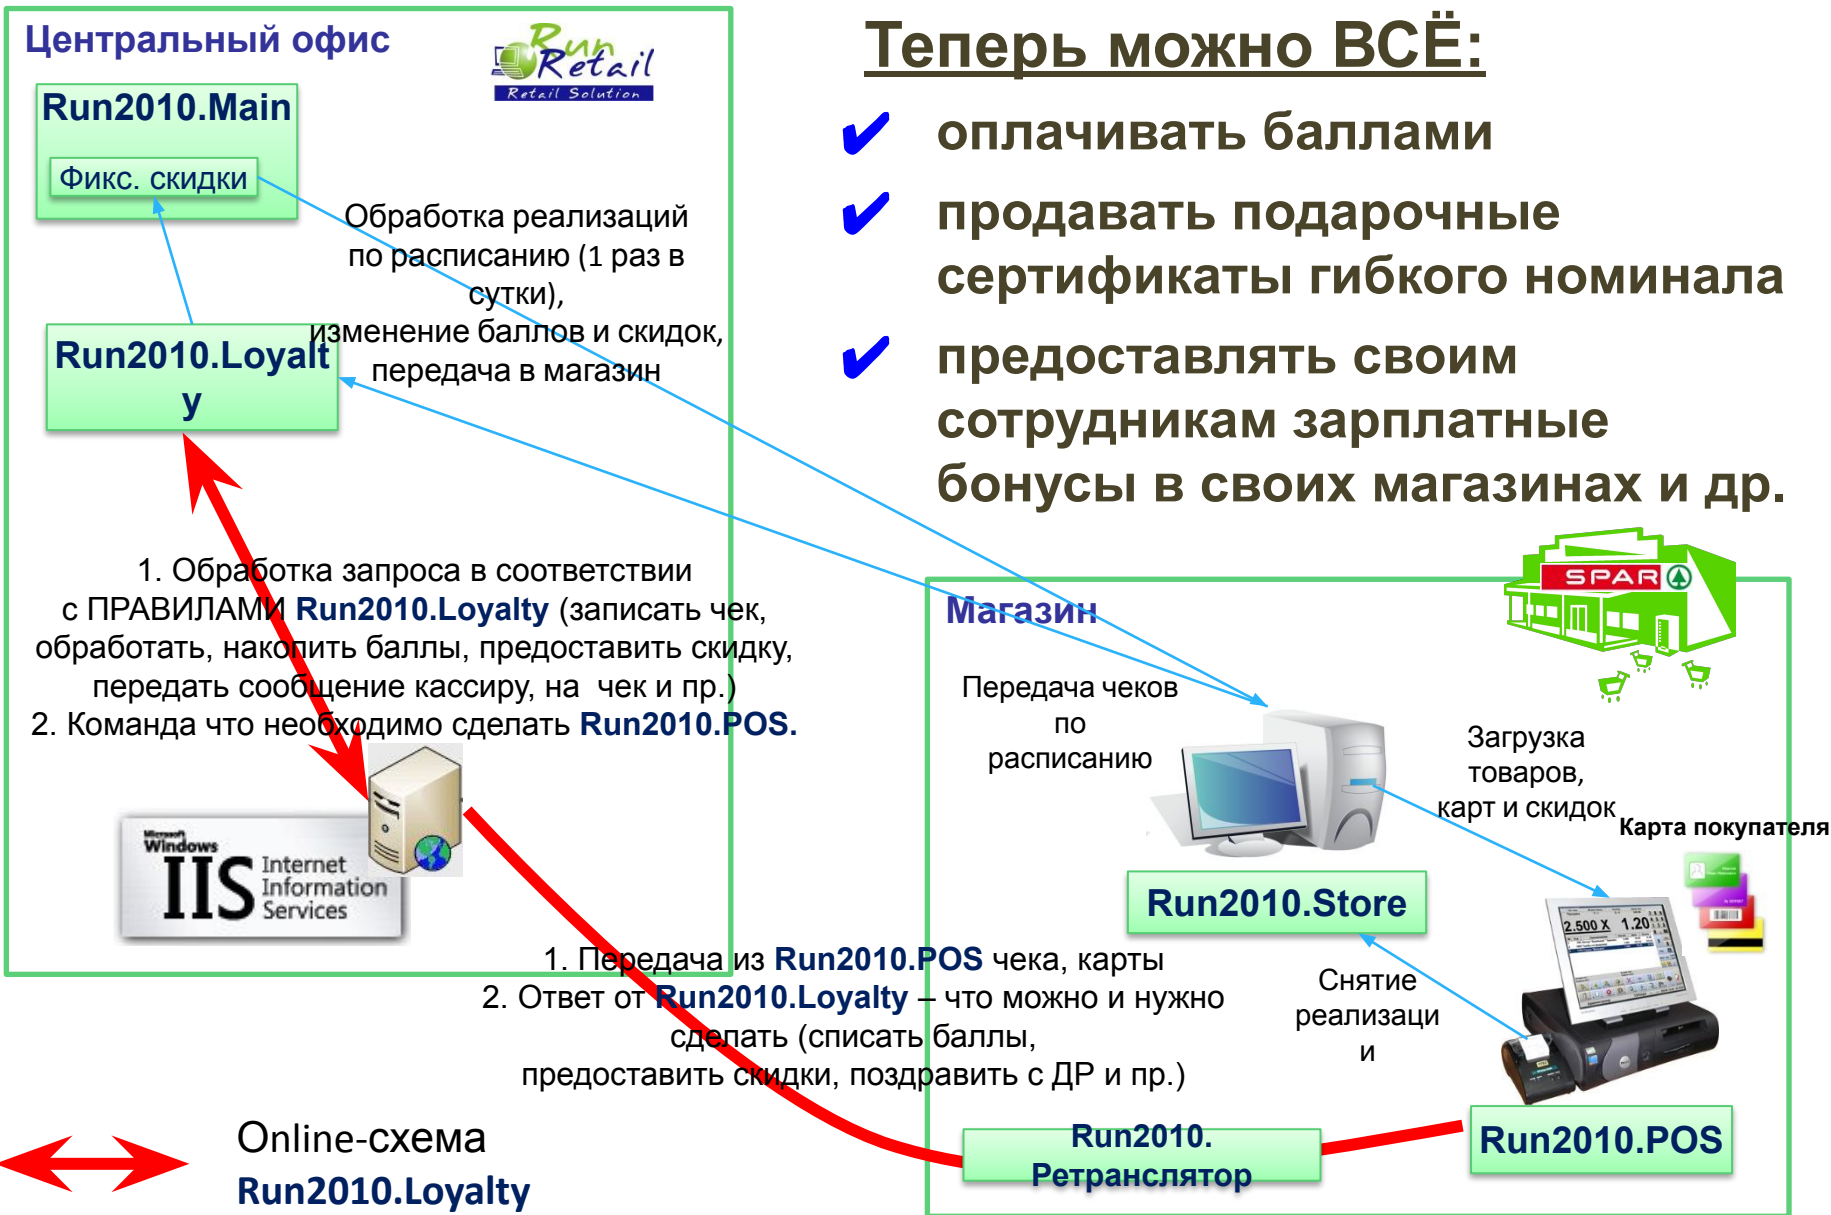 Центральный офис
Run
Retail
Retail Solution
Run2010.Main
Фикс. скидки
Обработка реализаций
по расписанию (1 раз в
сутки),
изменение баллов и скидок,
передача в магазин
Run2010.Loyalt
y
1. Обработка запроса в соответствии
с ПРАВИЛАМИ Run2010.Loyalty (записать чек,
обработать, накопить баллы, предоставить скидку,
передать сообщение кассиру, на чек и пр.)
2. Команда что необходимо сделать Run2010.POS.
Microsoft
Windows
IIS
Internet
Information
Services
Теперь можно ВСЁ:
✔ оплачивать баллами
✔ продавать подарочные
сертификаты гибкого номинала
✔ предоставлять своим
сотрудникам зарплатные
бонусы в своих магазинах и др.
SPAR
Магазин
Передача чеков
по
расписанию
Загрузка
товаров,
карт и скидок
Карта покупателя
Run2010.Store
2.500 X 1.20
Снятие
реализаци
и
1. Передача из Run2010.POS чека, карты
2. Ответ от Run2010.Loyalty – что можно и нужно
сделать (списать баллы,
предоставить скидки, поздравить с ДР и пр.)
Run2010.
Ретранслятор
Run2010.POS
Online-схема
Run2010.Loyalty